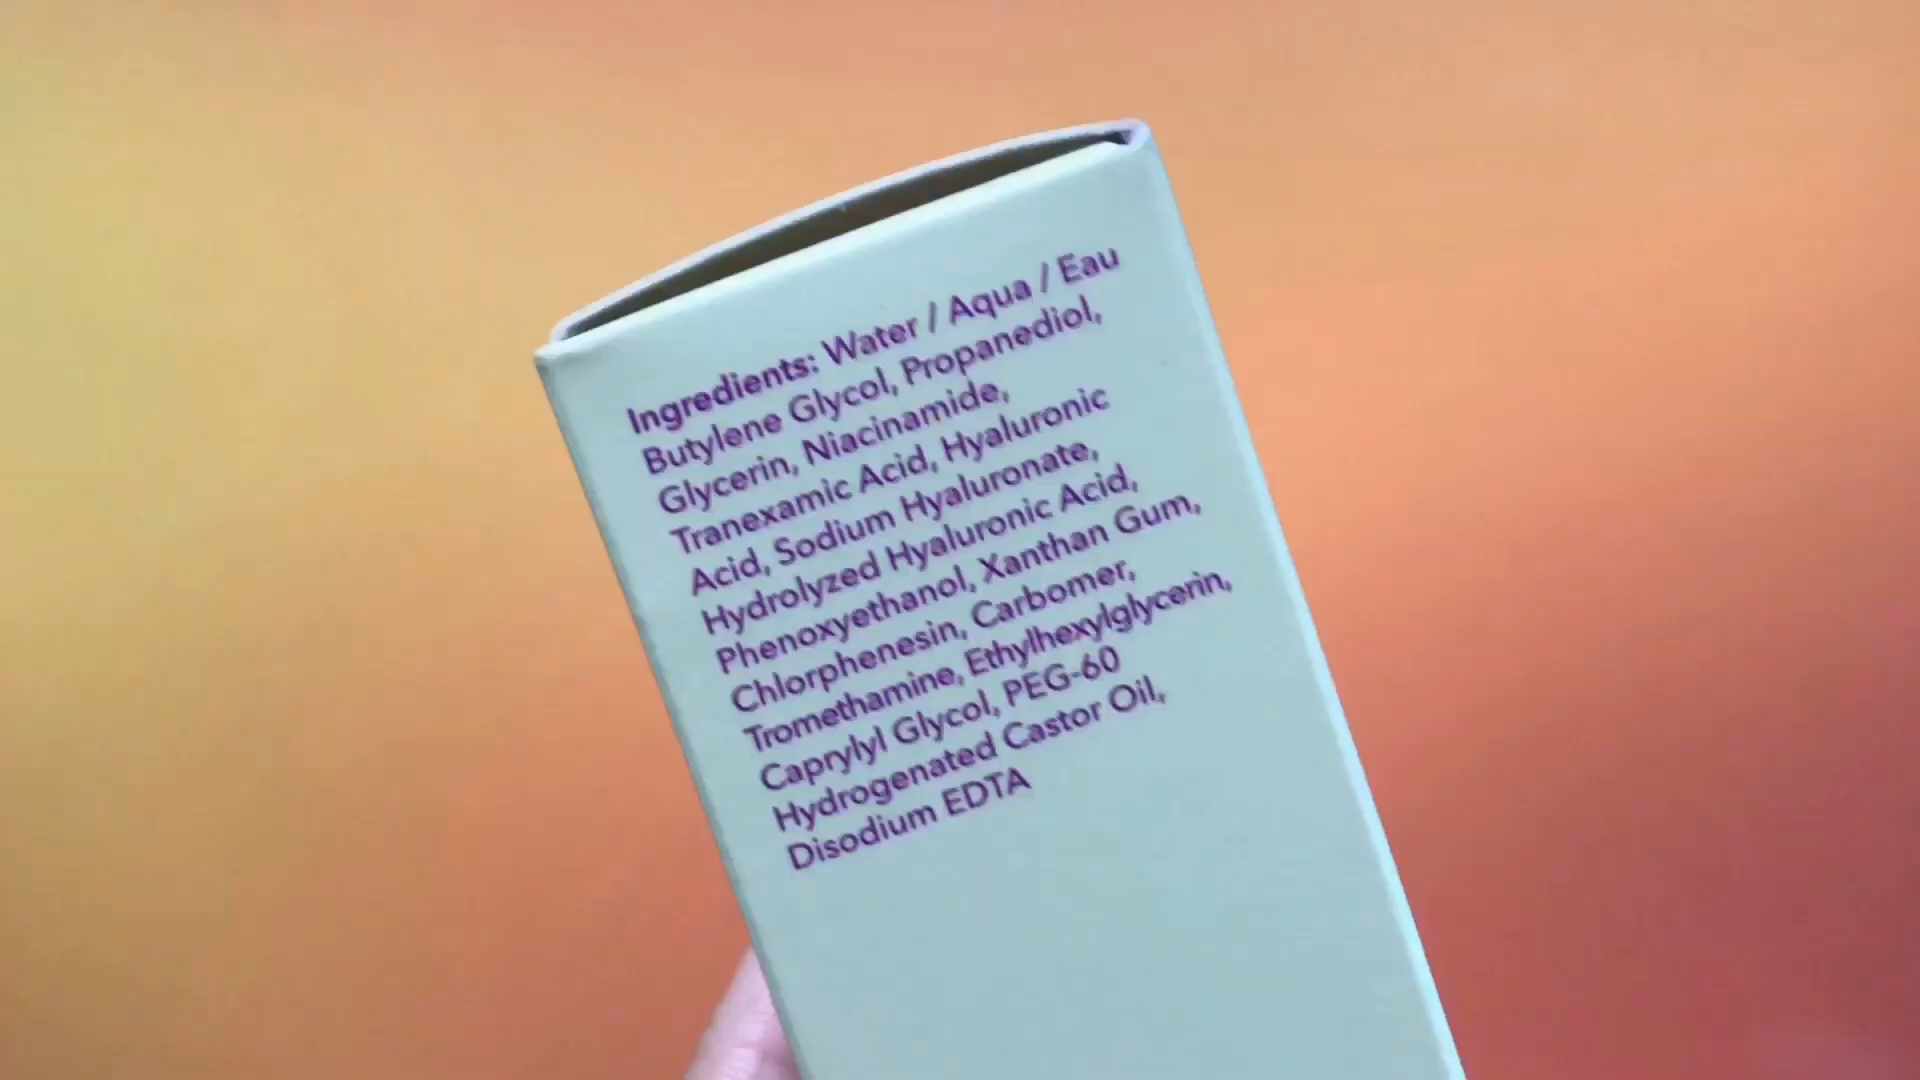 Ingredients: Water / Aqua / Eau
Butylene Glycol, Propanediol,
Glycerin, Niacinamide,
Tranexamic Acid, Hyaluronic
Acid, Sodium Hyaluronate,
Hydrolyzed Hyaluronic Acid,
Phenoxyethanol, Xanthan Gum,
Chlorphenesin, Carbomer,
Tromethamine, Ethylhexylglycerin,
Caprylyl Glycol, PEG-60
Hydrogenated Castor Oil,
Disodium EDTA